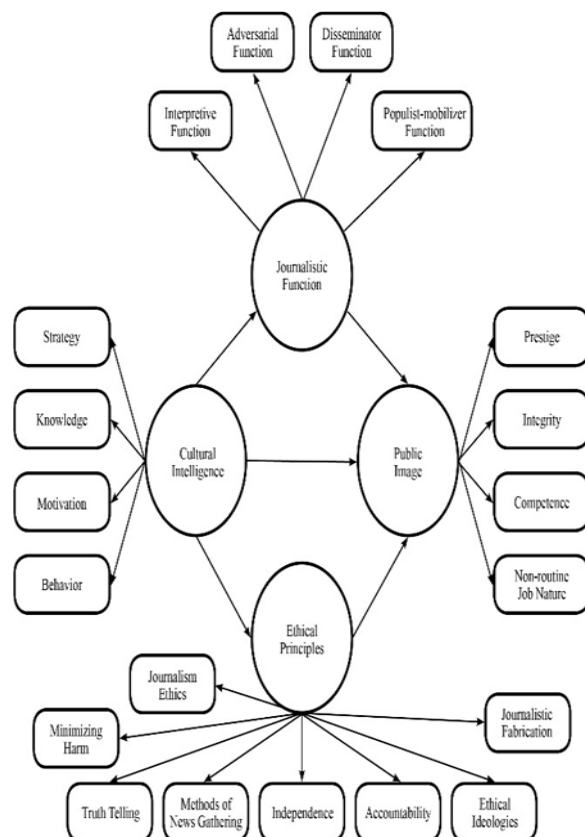 Adversarial
Function
Disseminator
Function
Interpretive
Function
Populist-mobilizer
Function
Journalistic
Function
Strategy
Prestige
Knowledge
Integrity
Cultural
Intelligence
Public
Image
Motivation
Competence
Behavior
Non-routine
Job Nature
Ethical
Principles
Journalism
Ethics
Minimizing
Harm
Journalistic
Fabrication
Truth Telling
Methods of
News Gathering
Independence
Accountability
Ethical
Ideologies